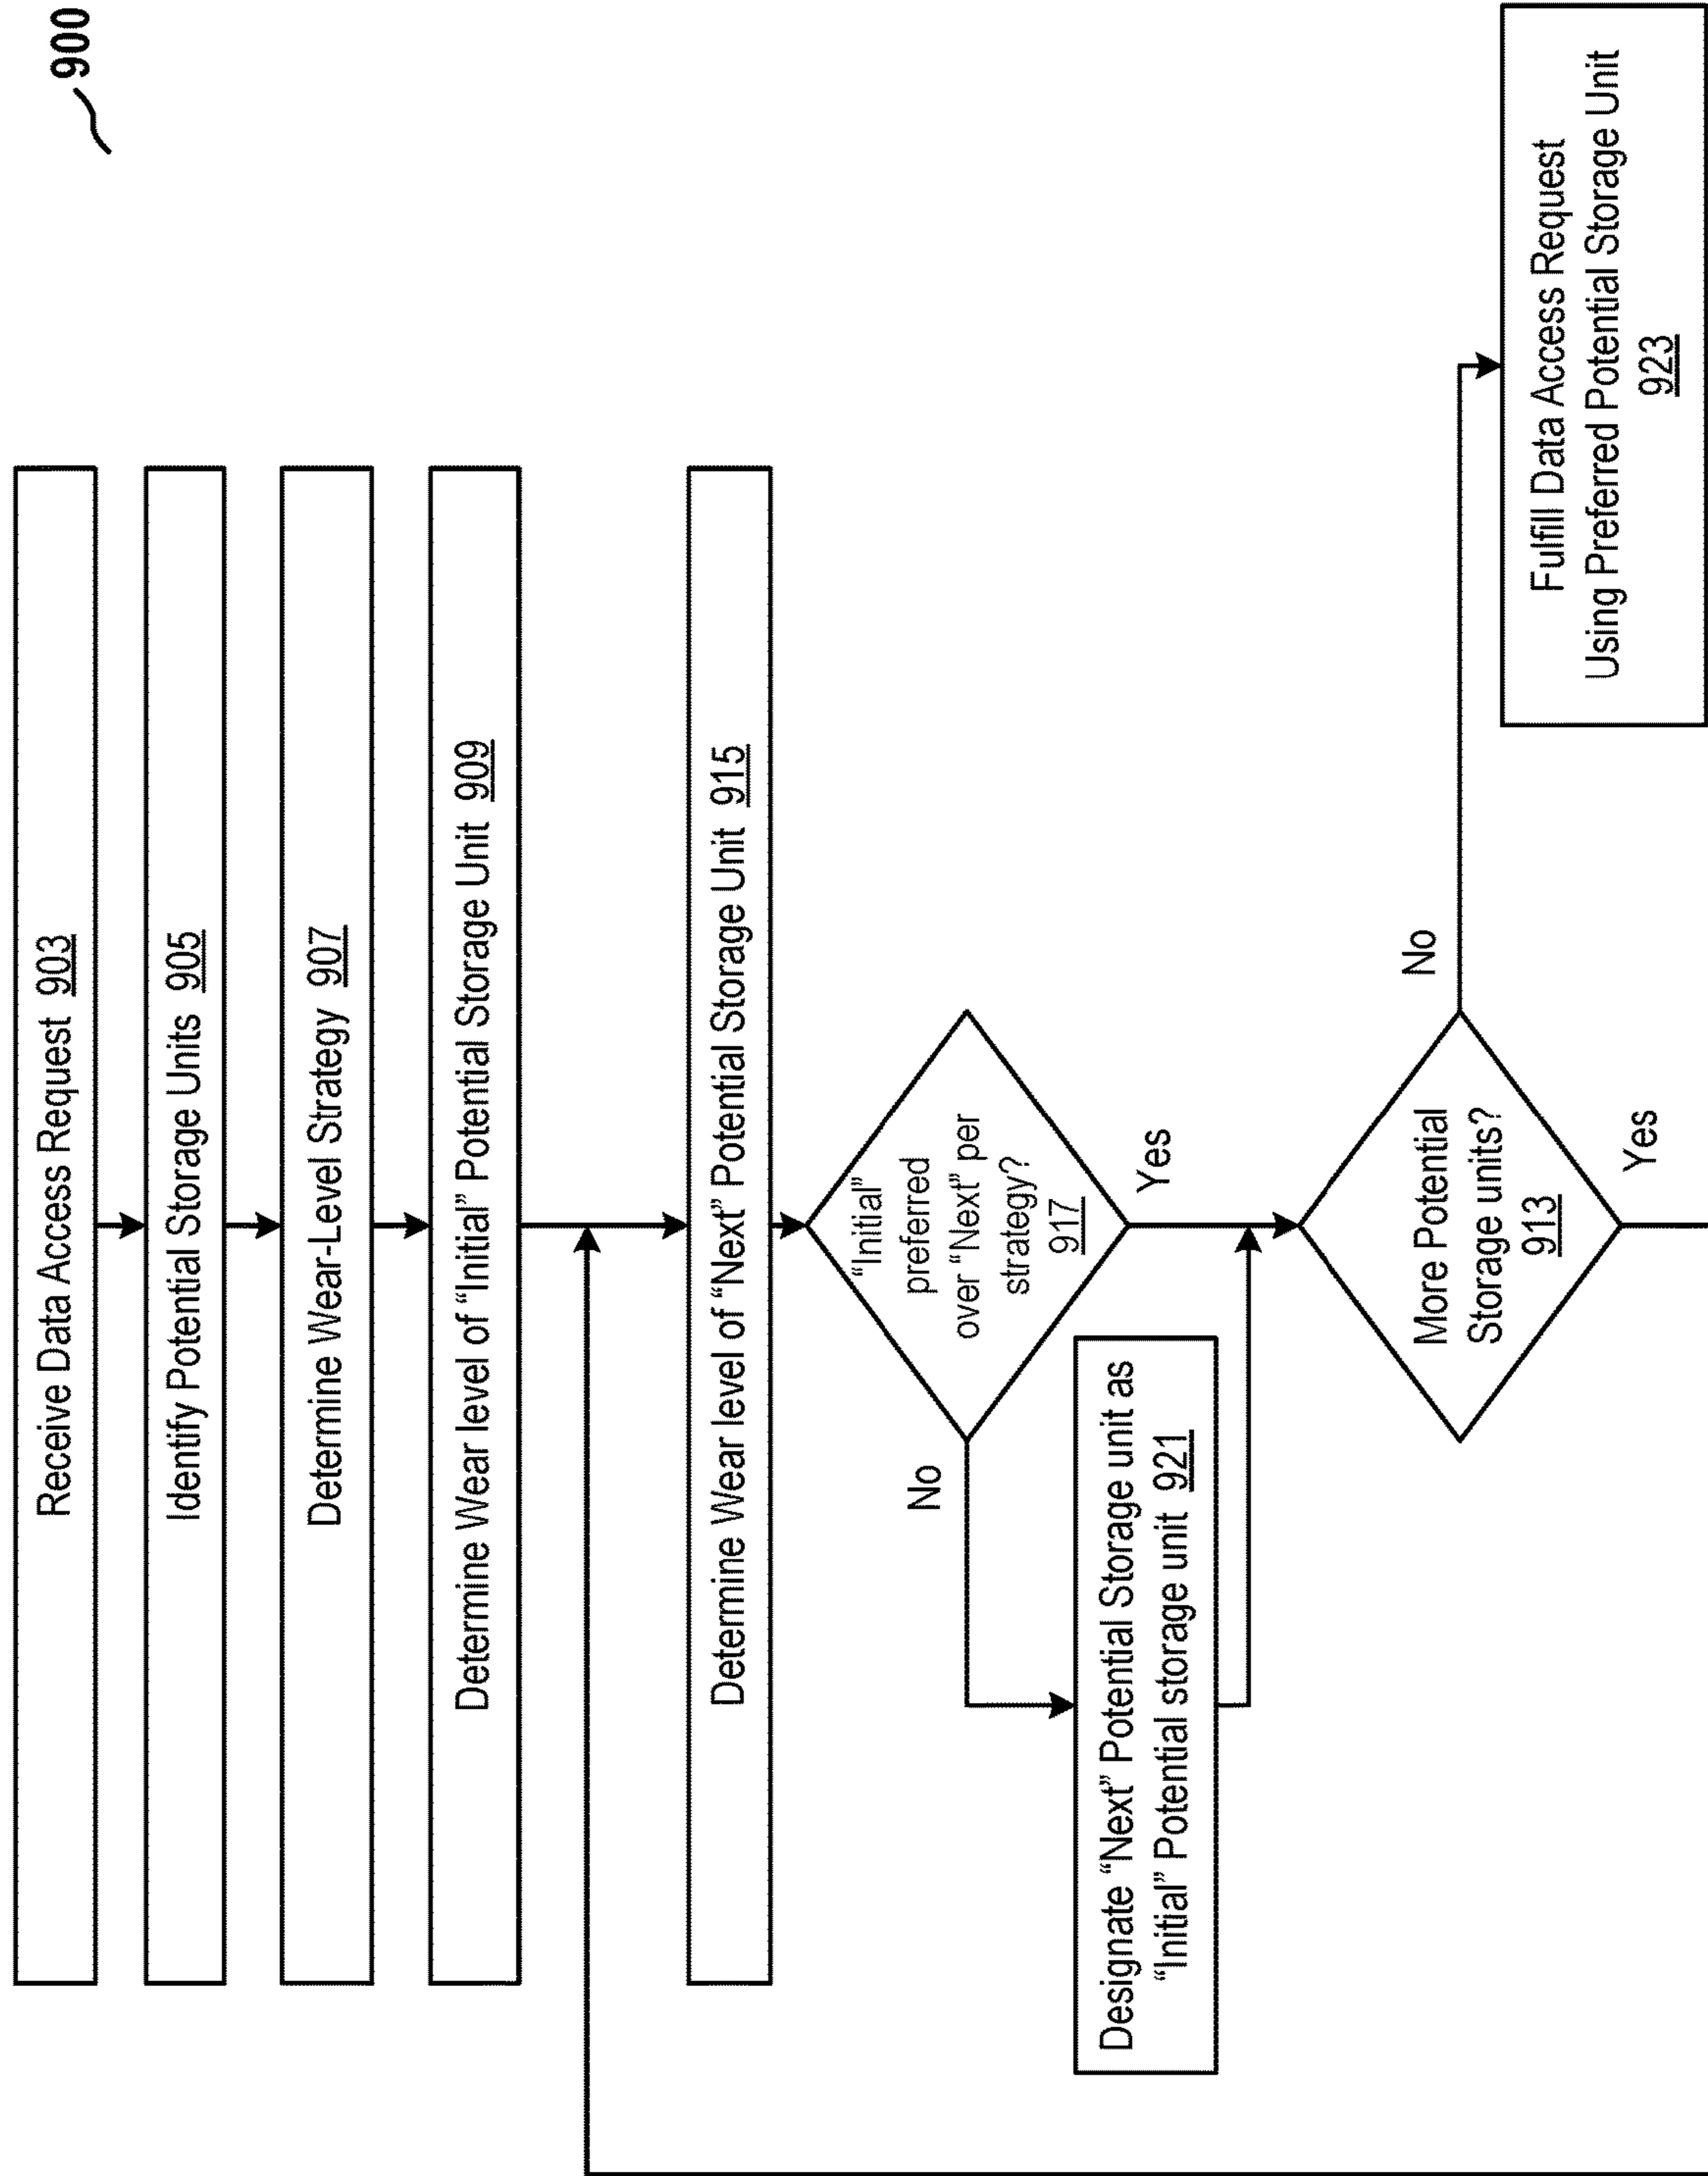 900
Receive Data Access Request 903
Identify Potential Storage Units 905
Determine Wear-Level Strategy 907
Determine Wear level of “Initial” Potential Storage Unit 909
Determine Wear level of “Next” Potential Storage Unit 915
“Initial”
preferred
over “Next” per
strategy?
917
No
Yes
Designate “Next” Potential Storage unit as
“Initial” Potential storage unit 921
More Potential
Storage units?
913
No
Yes
Fulfill Data Access Request
Using Preferred Potential Storage Unit
923